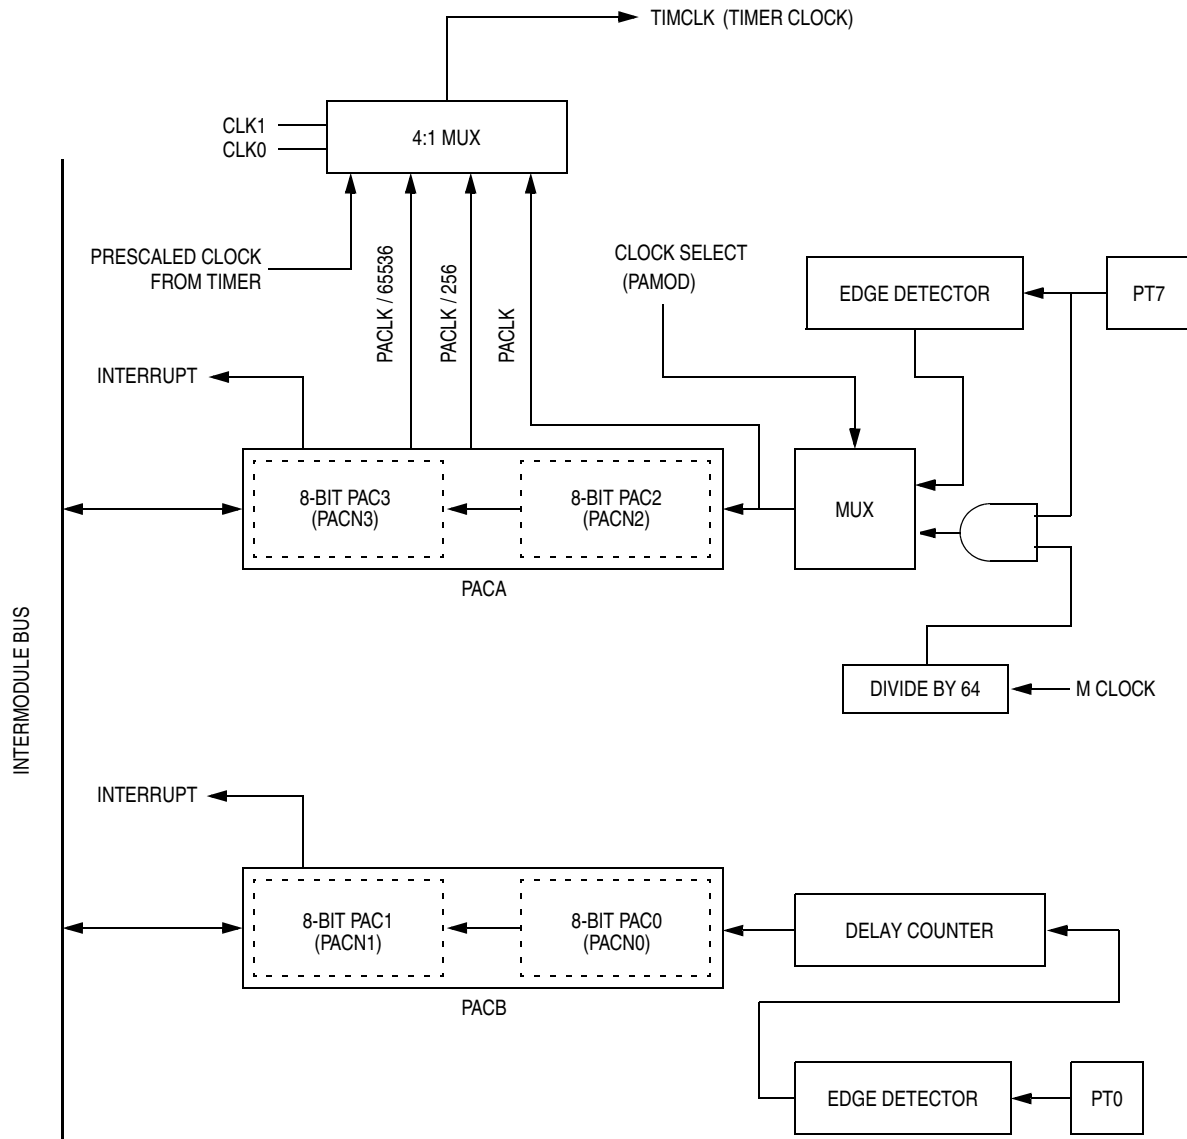 TIMCLK (TIMER CLOCK)
CLK1
CLK0
4:1 MUX
PRESCALED CLOCK
FROM TIMER
PACLK / 65536
PACLK / 256
PACLK
CLOCK SELECT
(PAMOD)
EDGE DETECTOR
PT7
INTERRUPT
8-BIT PAC3
(PACN3)
8-BIT PAC2
(PACN2)
MUX
PACA
INTERMODULE BUS
DIVIDE BY 64
M CLOCK
INTERRUPT
8-BIT PAC1
(PACN1)
8-BIT PAC0
(PACN0)
DELAY COUNTER
PACB
EDGE DETECTOR
PT0